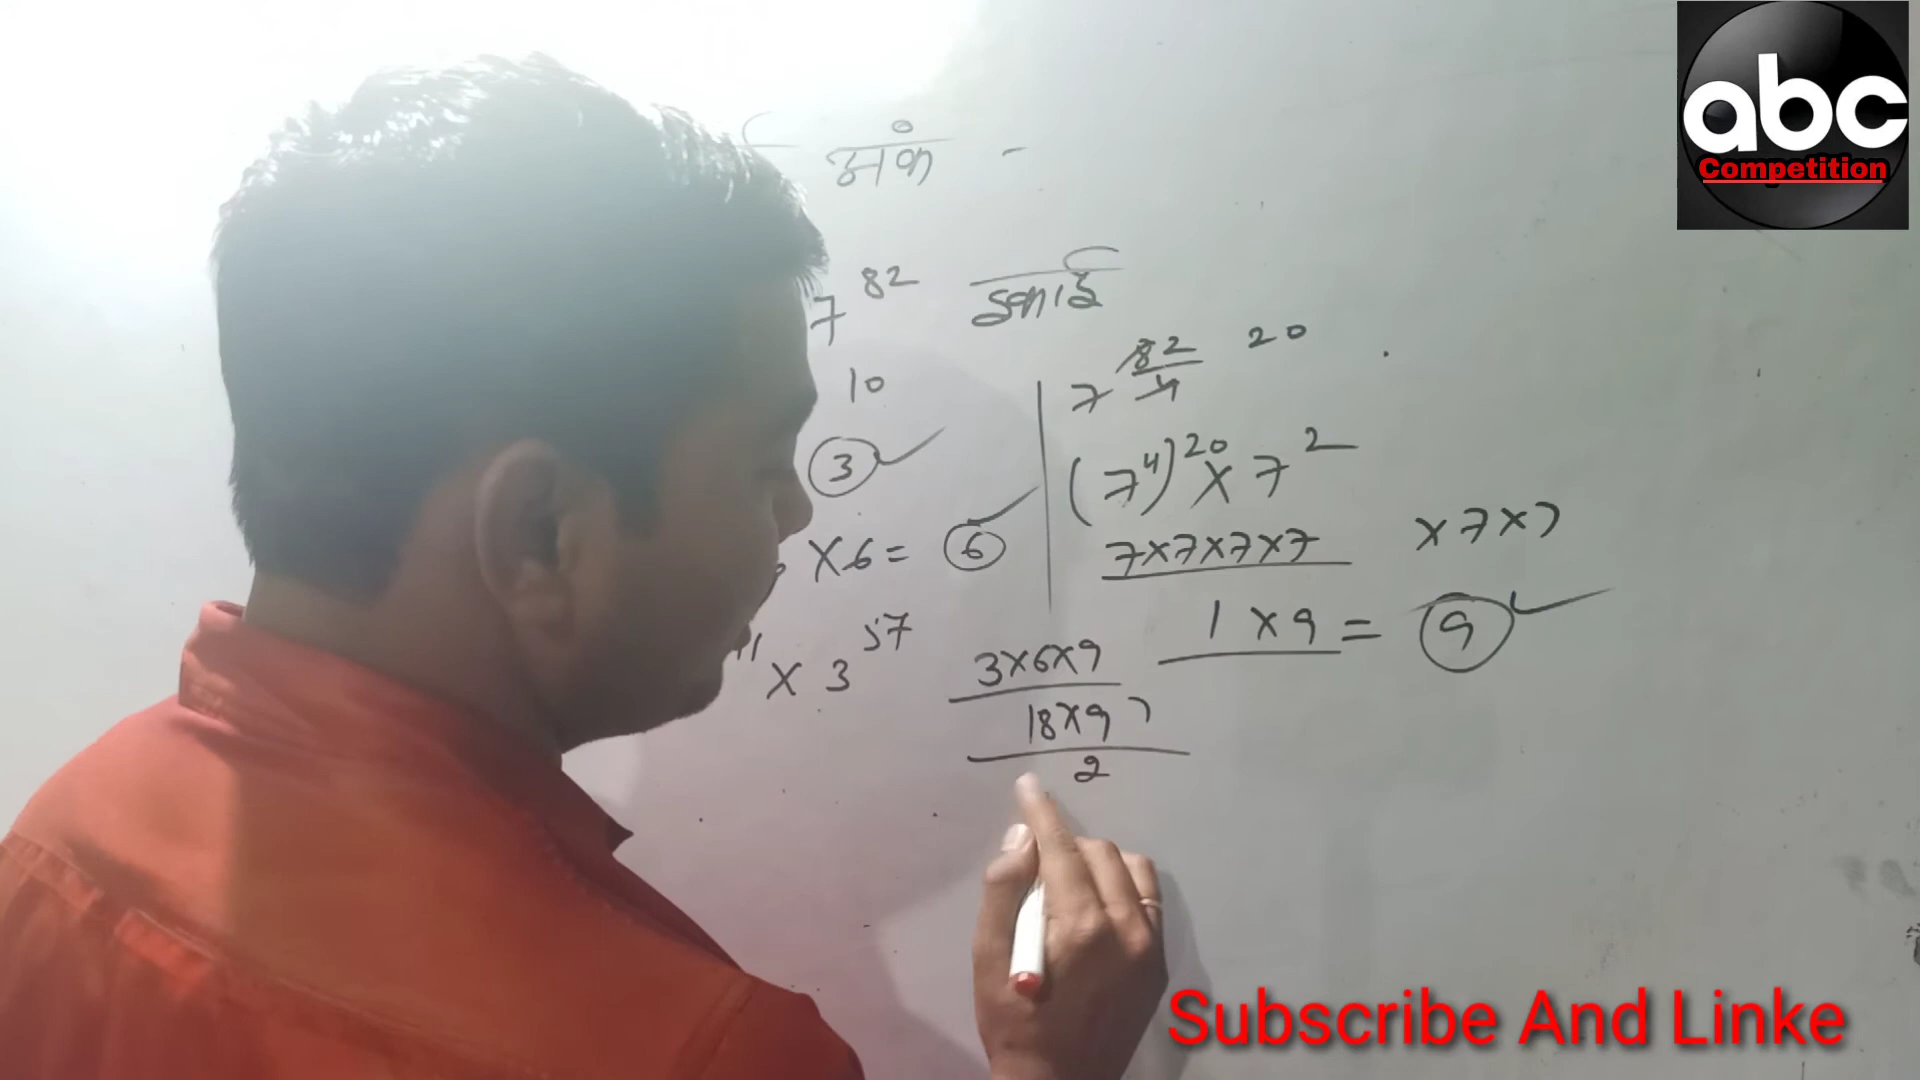 abc
Competition
अंक -
7^82 इकाई
10
3
× 6 = 6
× 3^57
7^82/4 20
(7^4)^20 × 7^2
7×7×7×7 ×7×7
1 × 9 = 9
3×6×9
18×9
2
Subscribe And Linke